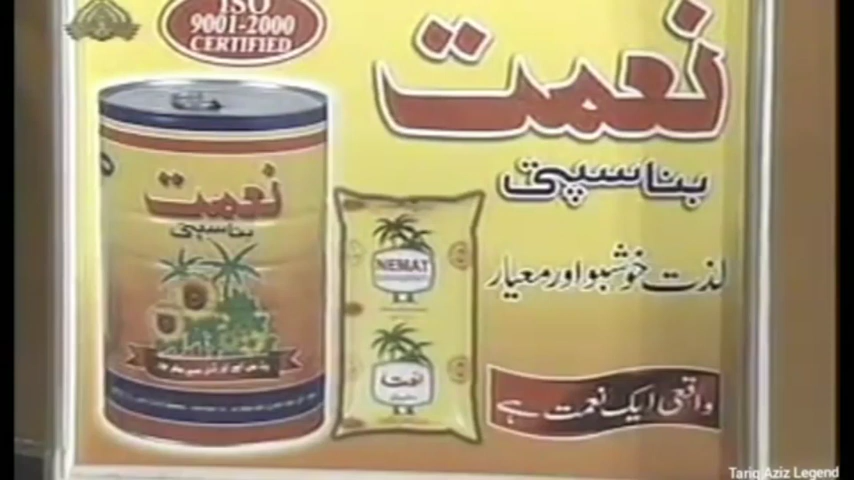 ISO
9001-2000
CERTIFIED
نعمت
بناسپتی
لذت خوشبو اور معیار
واقعی ایک نعمت ہے
نعمت
بناسپتی
NEMAT
نعمت
Tariq Aziz Legend